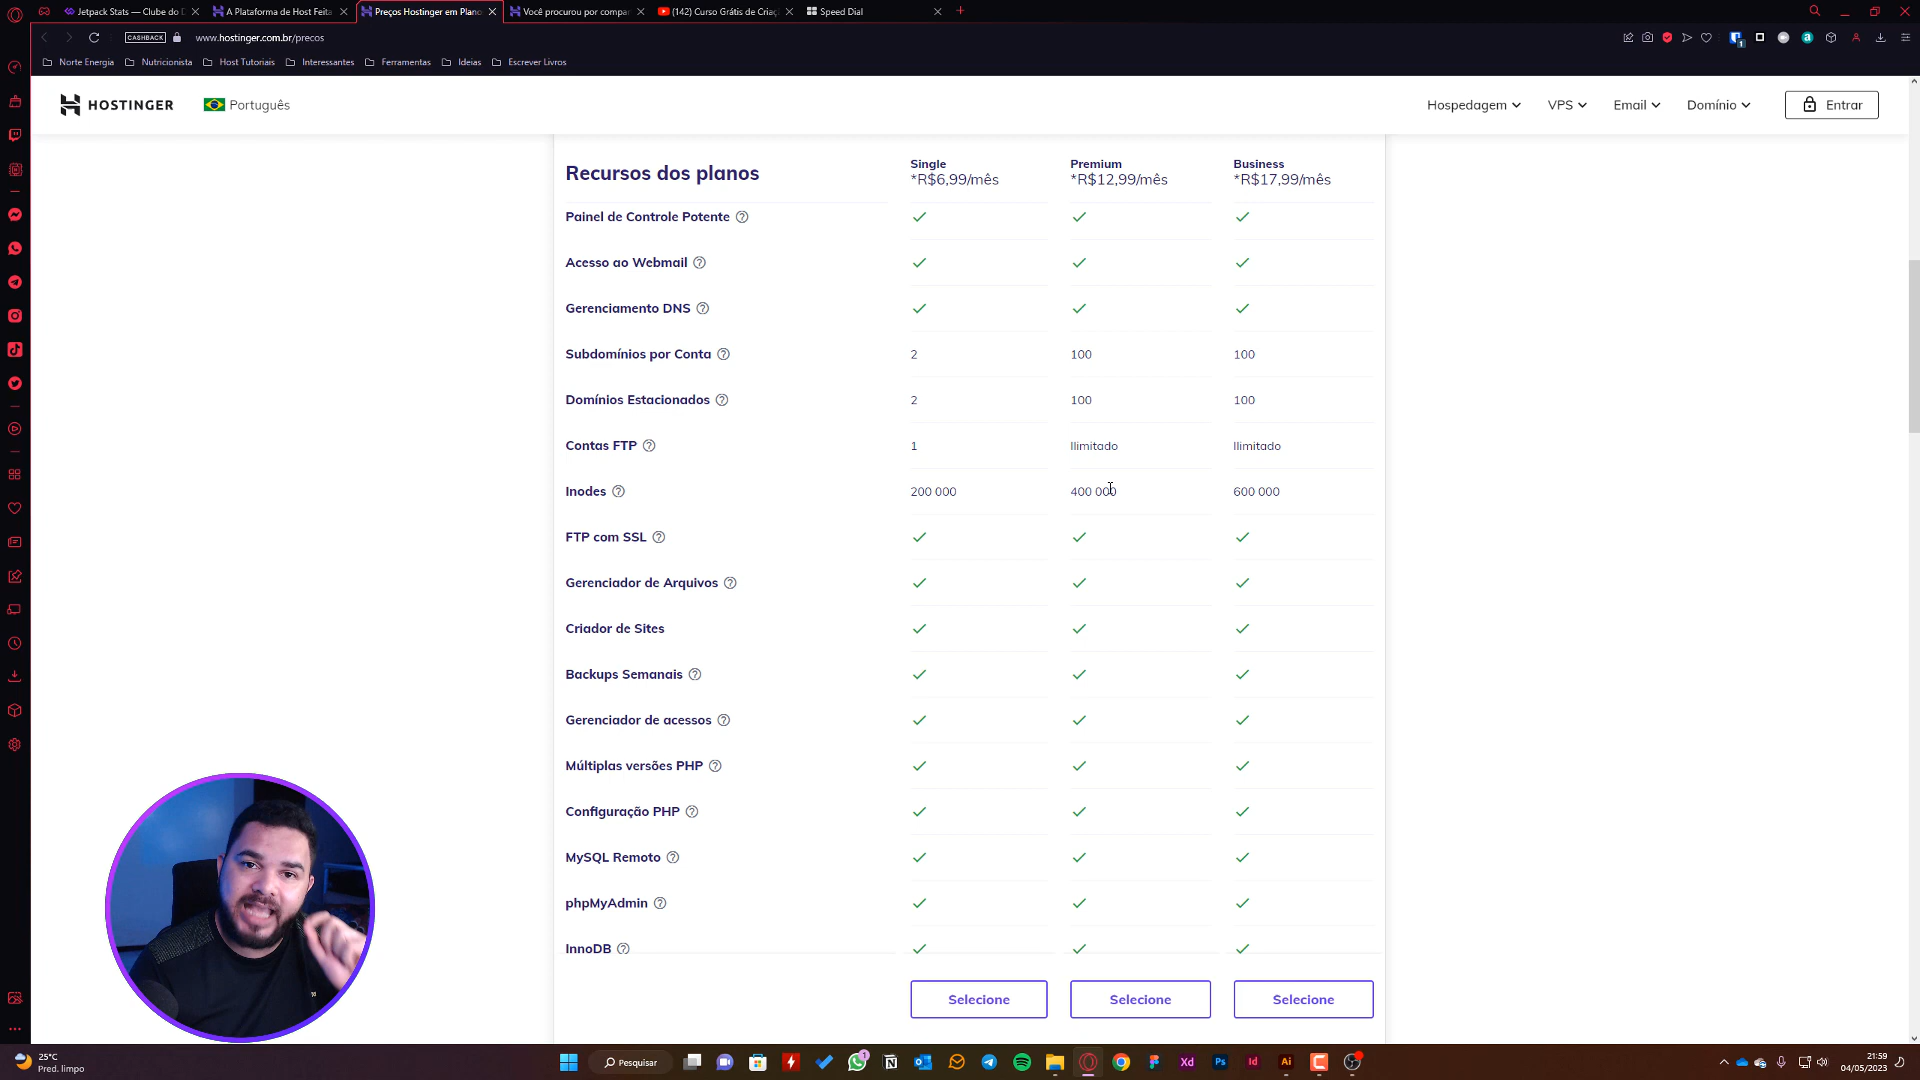 Jetpack Stats — Clube do D
A Plataforma de Host Feita
Preços Hostinger em Plano
Você procurou por compa
(142) Curso Grátis de Criaç
Speed Dial
CASHBACK
www.hostinger.com.br/precos
Norte Energia
Nutricionista
Host Tutoriais
Interessantes
Ferramentas
Ideias
Escrever Livros
HOSTINGER
Português
Hospedagem
VPS
Email
Domínio
Entrar
Recursos dos planos
Single
*R$6,99/mês
Premium
*R$12,99/mês
Business
*R$17,99/mês
Painel de Controle Potente
Acesso ao Webmail
Gerenciamento DNS
Subdomínios por Conta 2 100 100
Domínios Estacionados 2 100 100
Contas FTP 1 Ilimitado Ilimitado
Inodes 200 000 400 000 600 000
FTP com SSL
Gerenciador de Arquivos
Criador de Sites
Backups Semanais
Gerenciador de acessos
Múltiplas versões PHP
Configuração PHP
MySQL Remoto
phpMyAdmin
InnoDB
Selecione Selecione Selecione
25°C
Pred. limpo
Pesquisar
21:59
04/05/2023